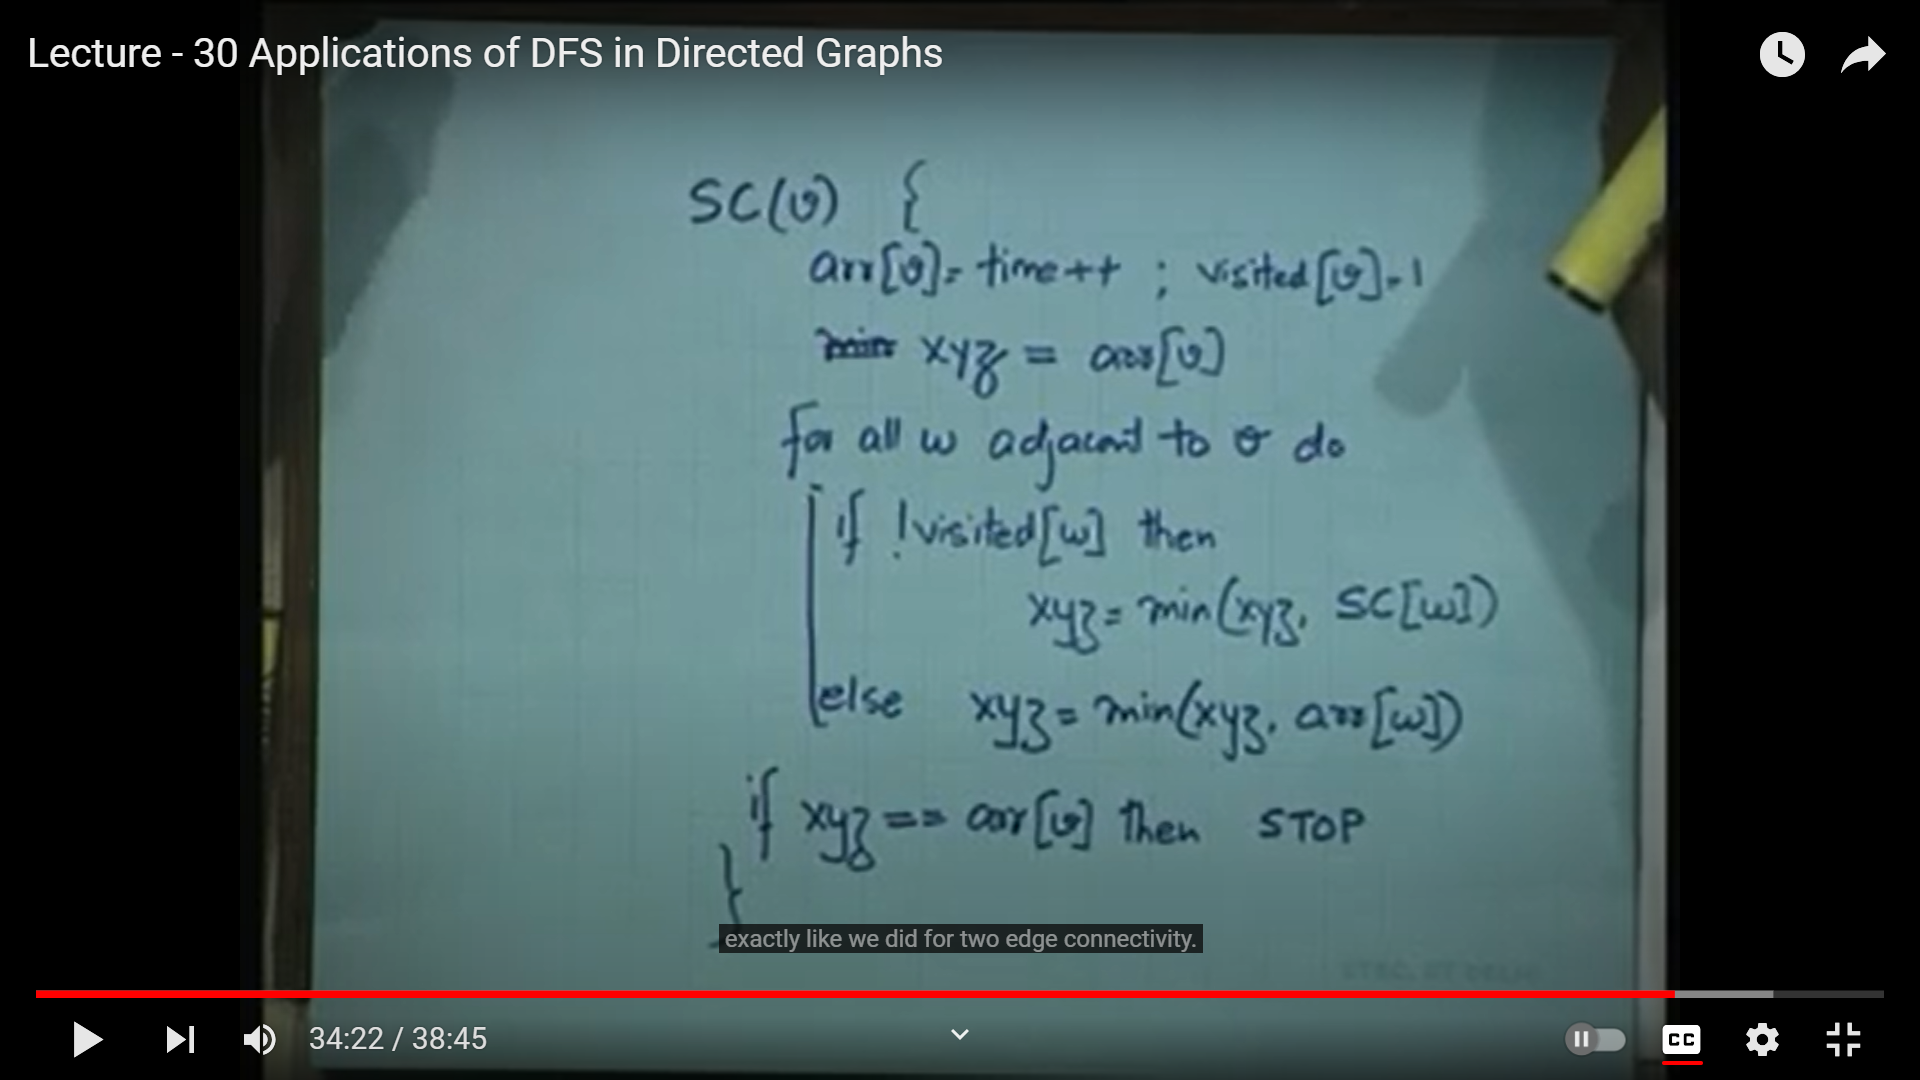 Lecture - 30 Applications of DFS in Directed Graphs
SC(v) {
arr[v]= time++ ; visited[v]=1
min xyz = arr[v]
for all w adjacent to v do
if !visited[w] then
xyz= min(xyz, SC[w])
else xyz= min(xyz, arr[w])
if xyz == arr[v] then STOP
}
exactly like we did for two edge connectivity.
34:22 / 38:45
CC